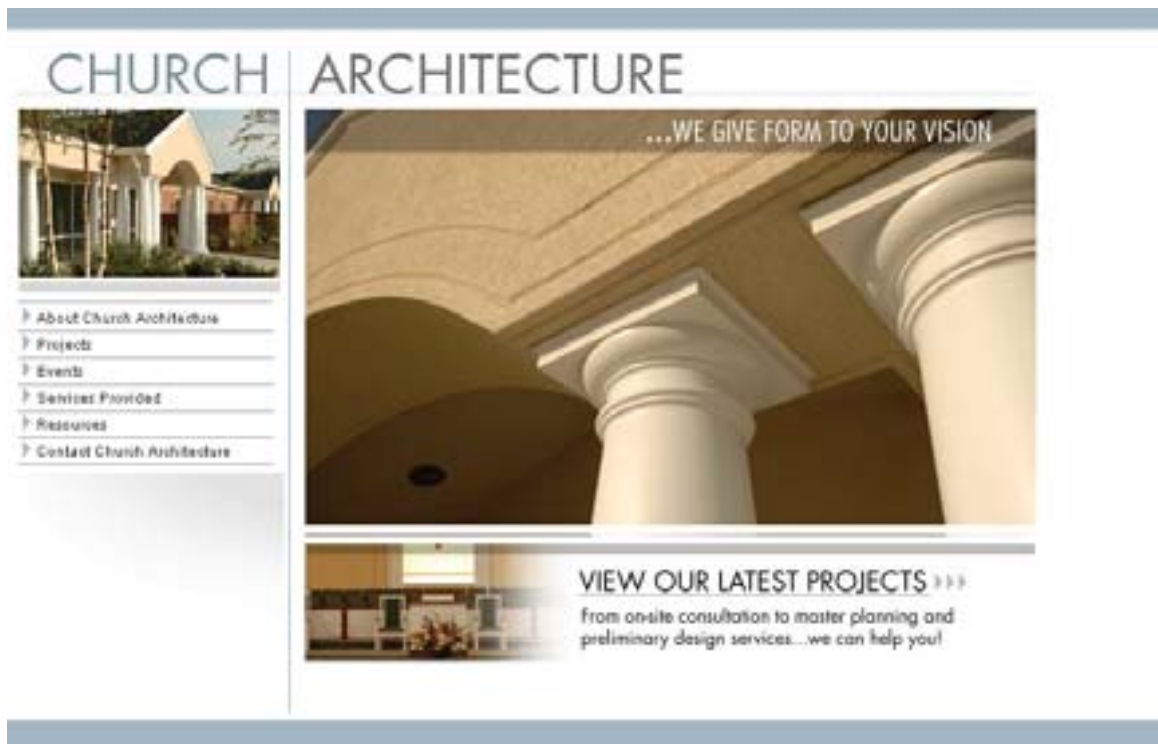 CHURCH ARCHITECTURE
...WE GIVE FORM TO YOUR VISION
About Church Architecture
Projects
Events
Services Provided
Resources
Contact Church Architecture
VIEW OUR LATEST PROJECTS
From on-site consultation to master planning and
preliminary design services...we can help you!